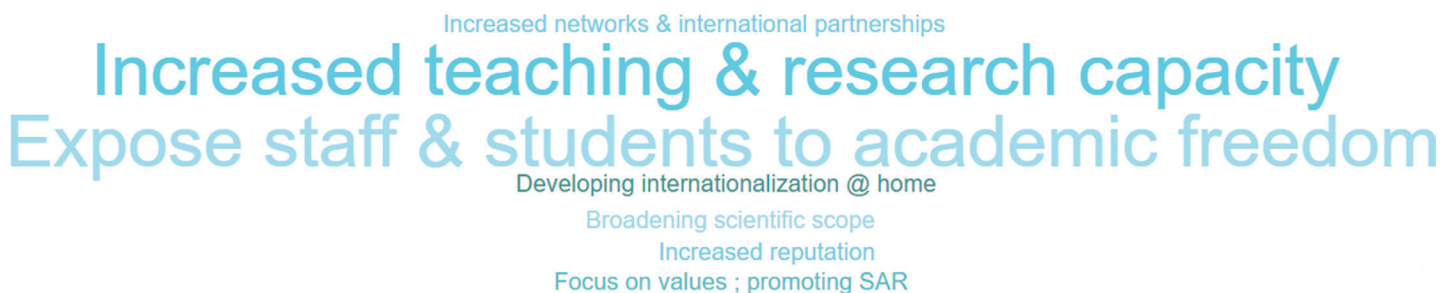 Increased networks & international partnerships
Increased teaching & research capacity
Expose staff & students to academic freedom
Developing internationalization @ home
Broadening scientific scope
Increased reputation
Focus on values ; promoting SAR